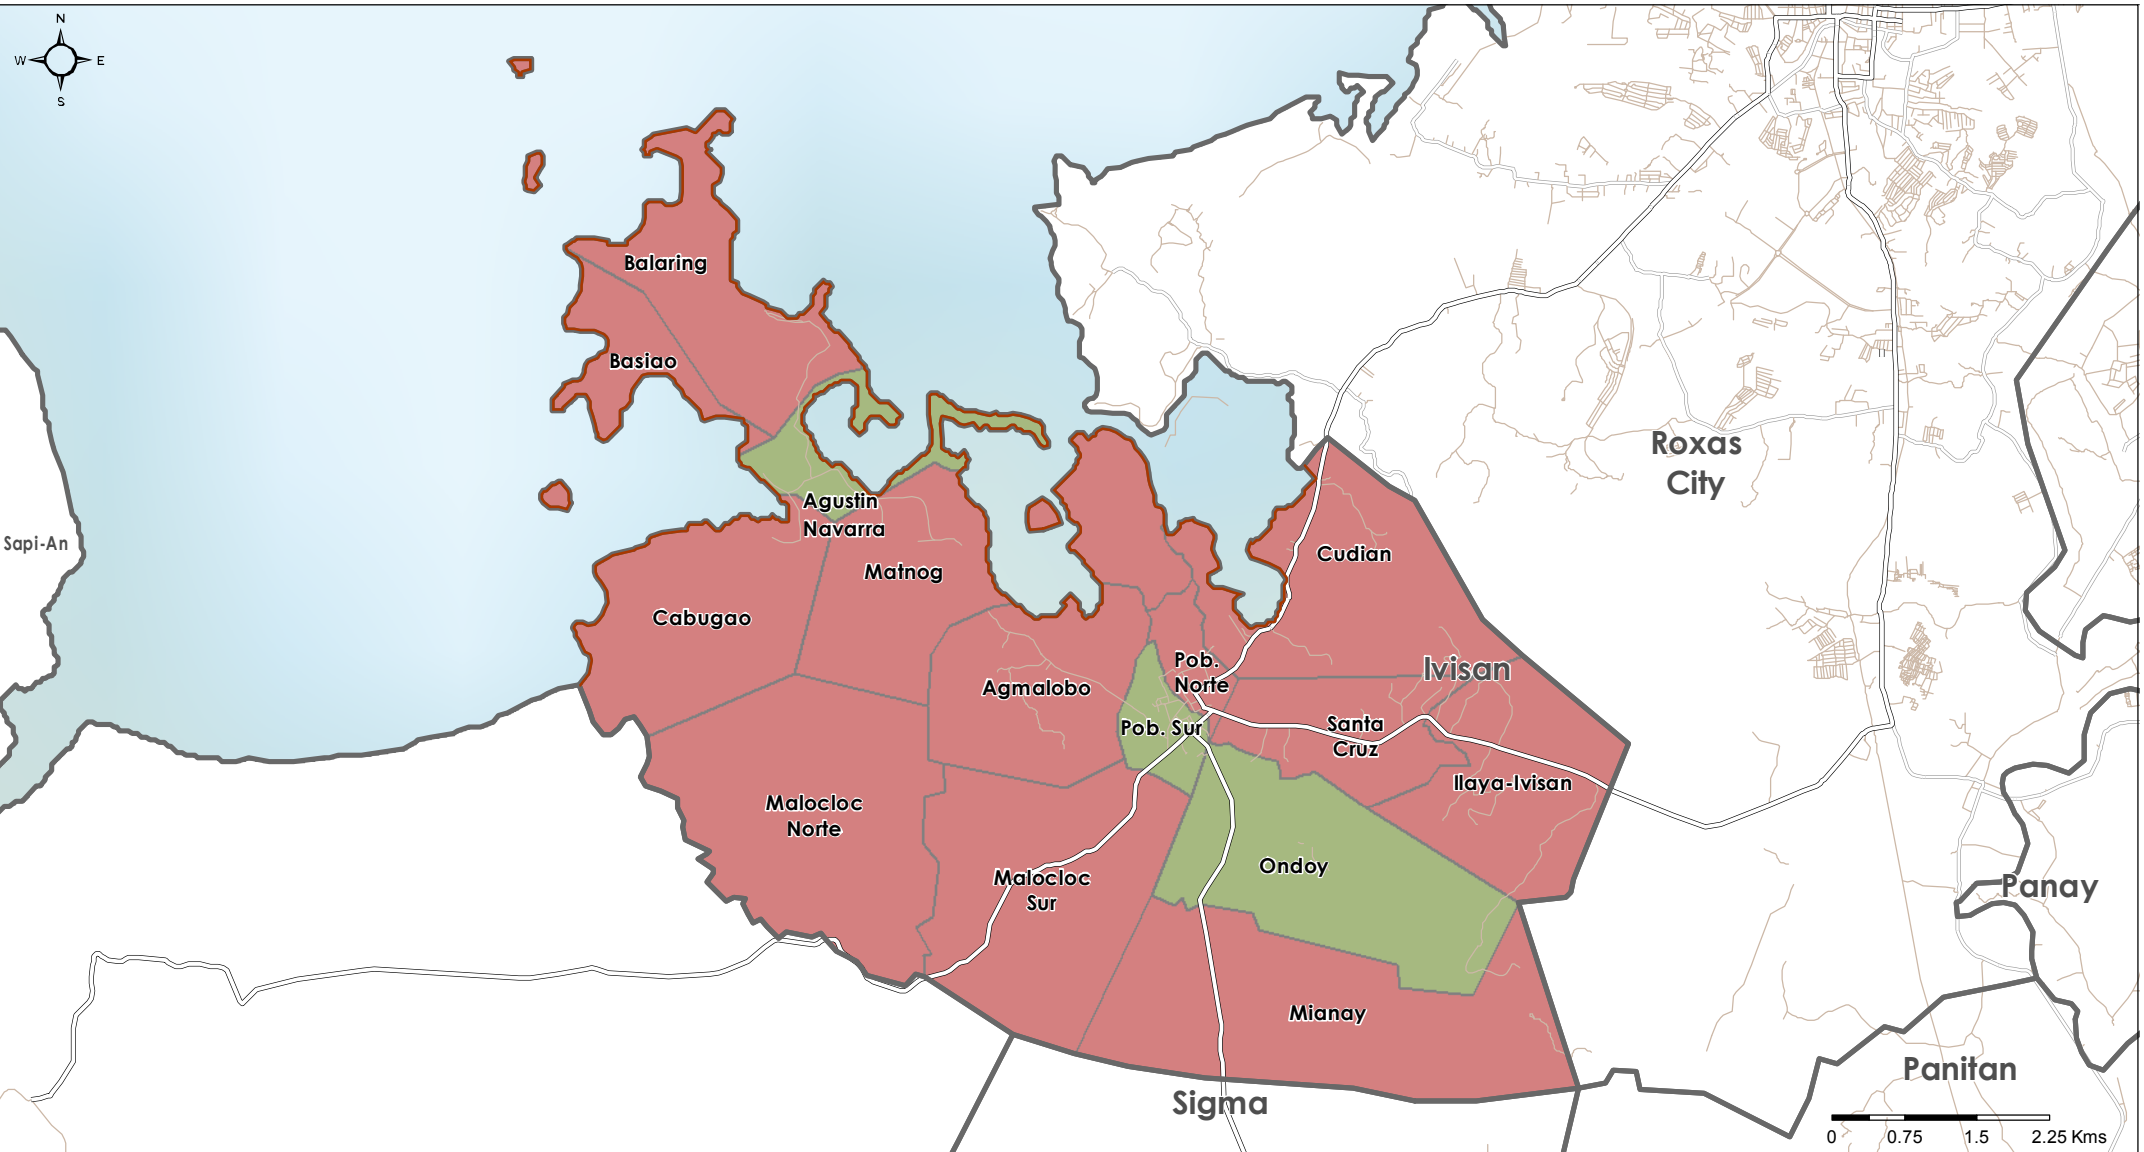 N
W E
S
Balaring
Basiao
Agustin
Navarra
Roxas
City
Sapi-An
Cudian
Matnog
Cabugao
Pob.
Norte
Ivisan
Agmalobo
Pob. Sur
Santa
Cruz
Ilaya-Ivisan
Malocloc
Norte
Ondoy
Malocloc
Sur
Panay
Mianay
Panitan
Sigma
0 0.75 1.5 2.25 Kms